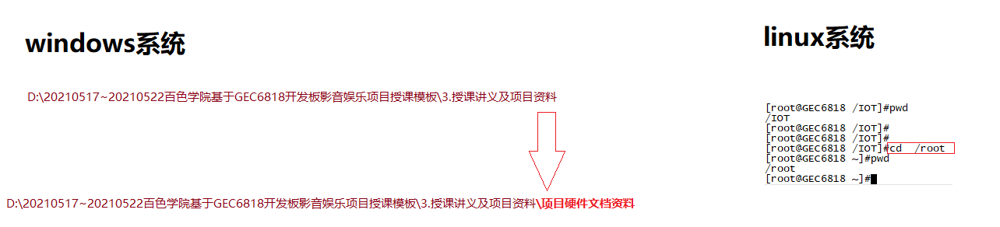 windows系统
D:\20210517~20210522百色学院基于GEC6818开发板影音娱乐项目授课模板\3.授课讲义及项目资料
D:\20210517~20210522百色学院基于GEC6818开发板影音娱乐项目授课模板\3.授课讲义及项目资料\项目硬件文档资料
linux系统
[root@GEC6818 /IOT]#pwd
/IOT
[root@GEC6818 /IOT]#
[root@GEC6818 /IOT]#
[root@GEC6818 /IOT]#cd  /root
[root@GEC6818 ~]#pwd
/root
[root@GEC6818 ~]#